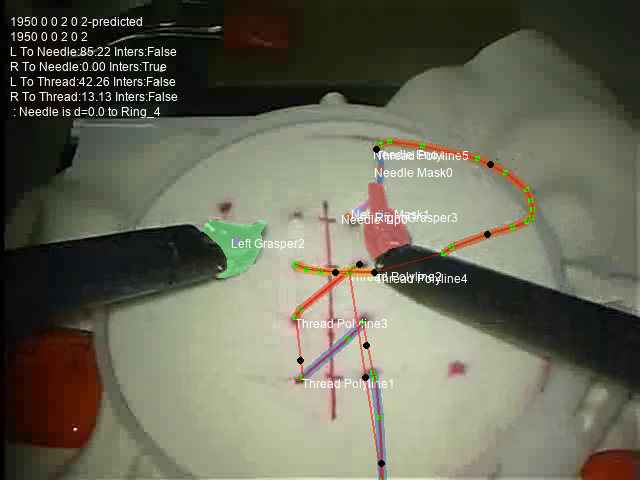 1950 0 0 2 0 2-predicted
1950 0 0 2 0 2
L To Needle:85.22 Inters:False
R To Needle:0.00 Inters:True
L To Thread:42.26 Inters:False
R To Thread:13.13 Inters:False
: Needle is d=0.0 to Ring_4
Thread Polyline5
Needle Mask0
Left Grasper2
Thread Polyline2
Thread Polyline4
Thread Polyline3
Thread Polyline1